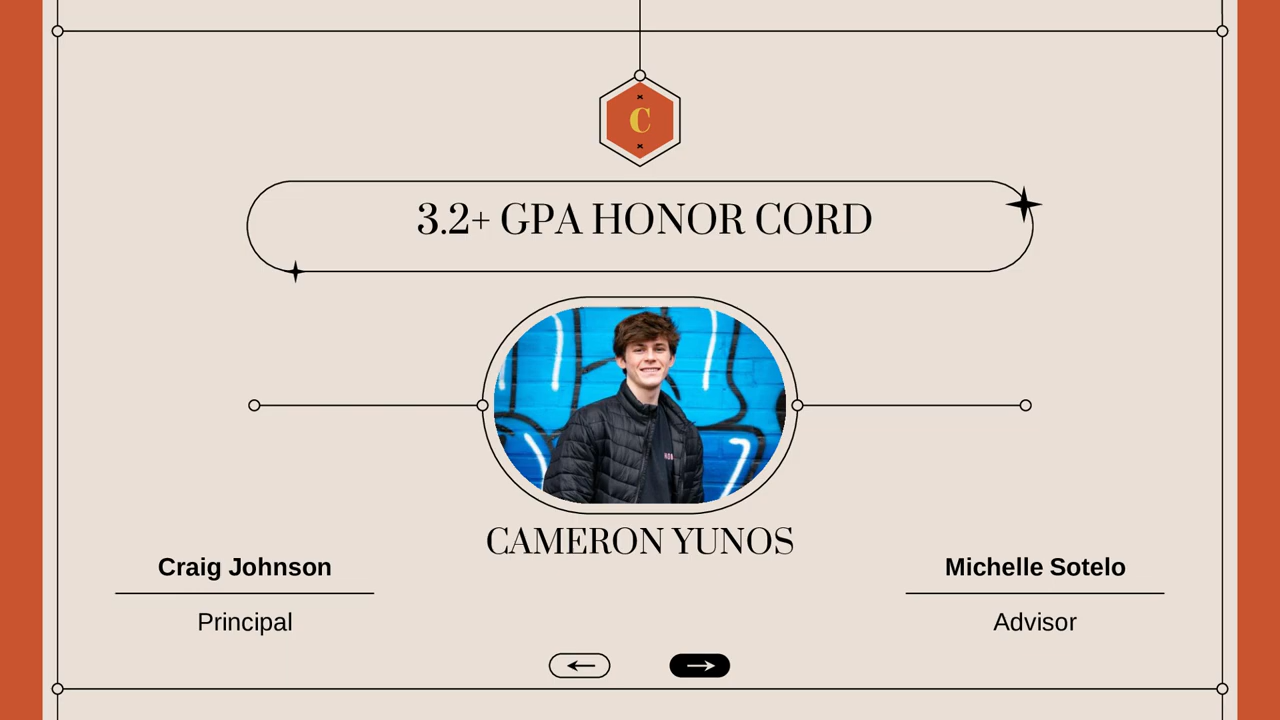 C
3.2+ GPA HONOR CORD
CAMERON YUNOS
Craig Johnson
Principal
Michelle Sotelo
Advisor